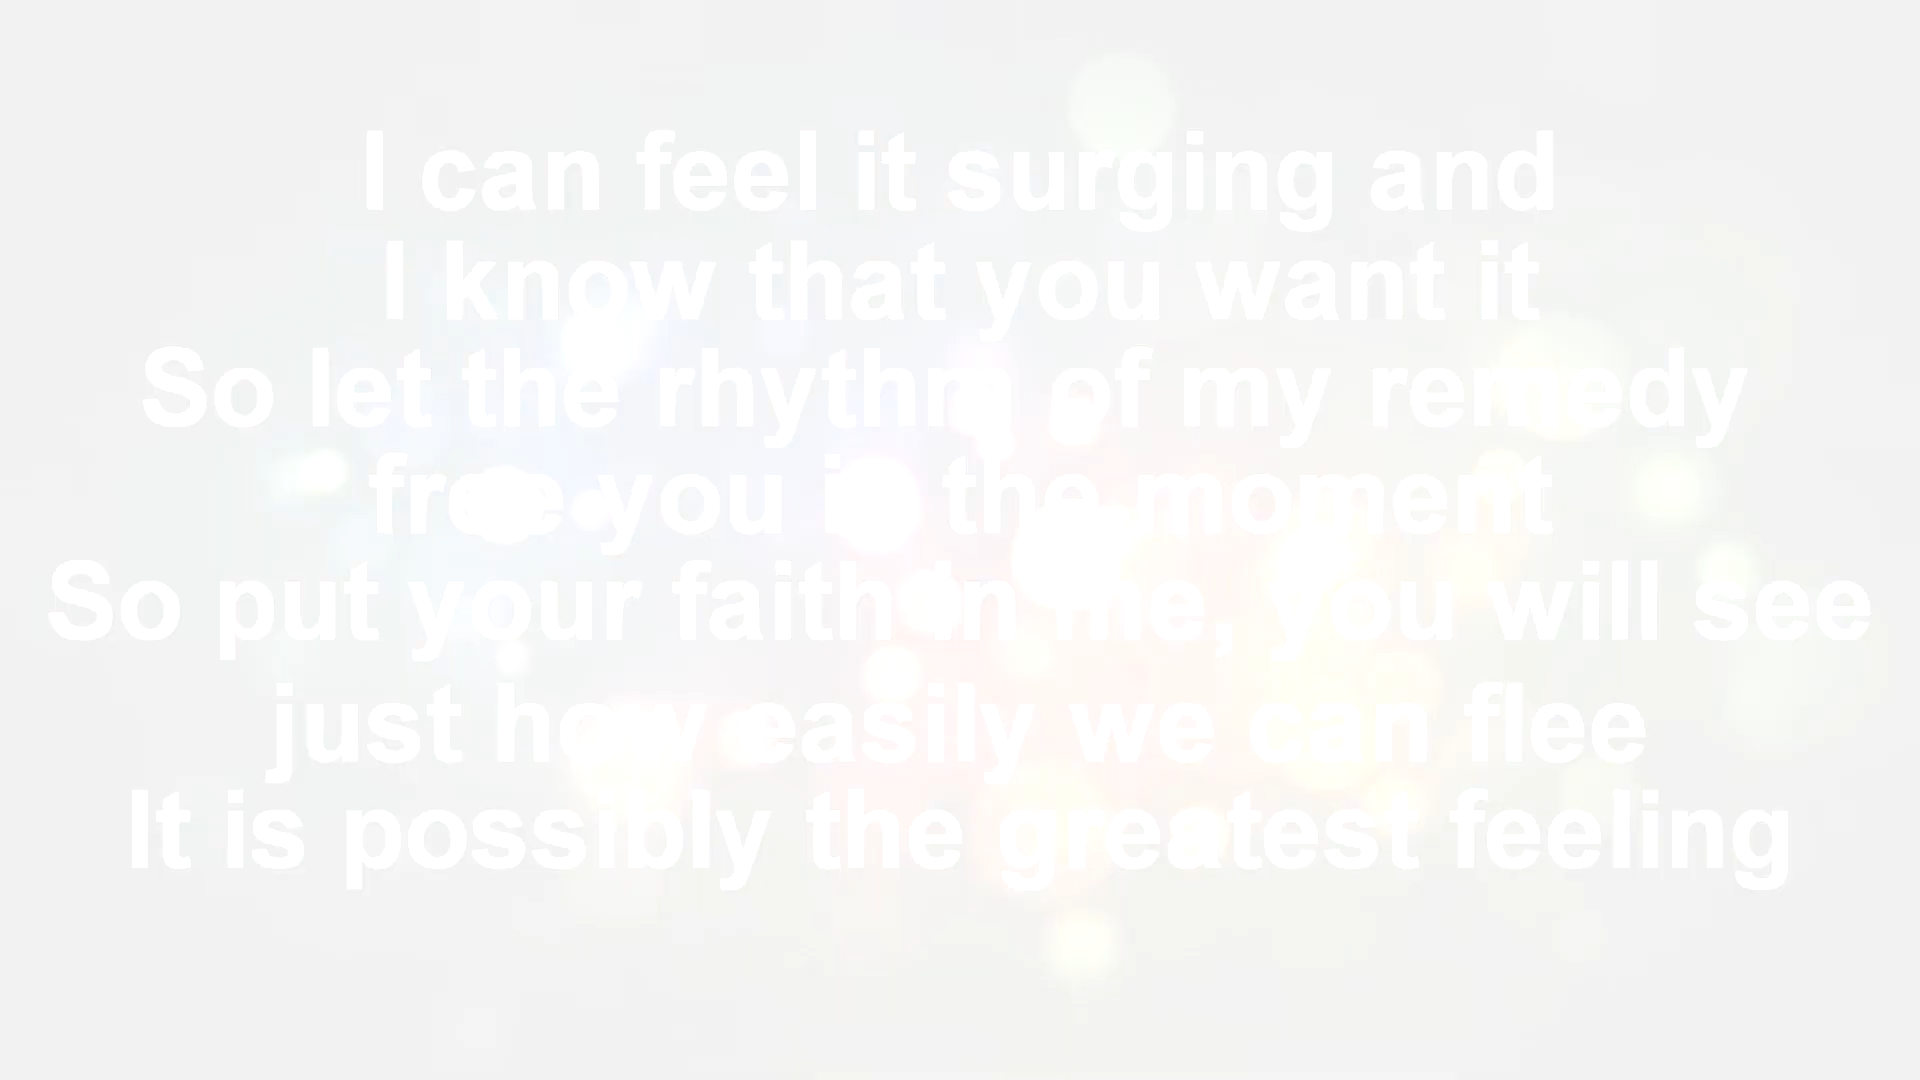 I can feel it surging and
I know that you want it
So let the rhythm of my remedy
free you in the moment
So put your faith in me, you will see
just how easily we can flee
It is possibly the greatest feeling